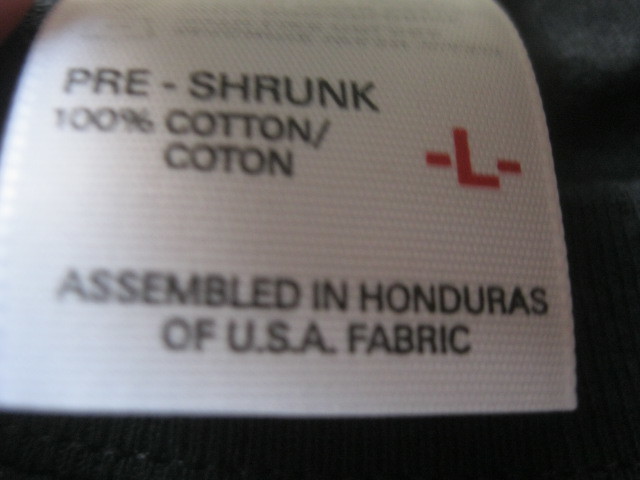 PRE - SHRUNK
100% COTTON/
COTON
-L-
ASSEMBLED IN HONDURAS
OF U.S.A. FABRIC